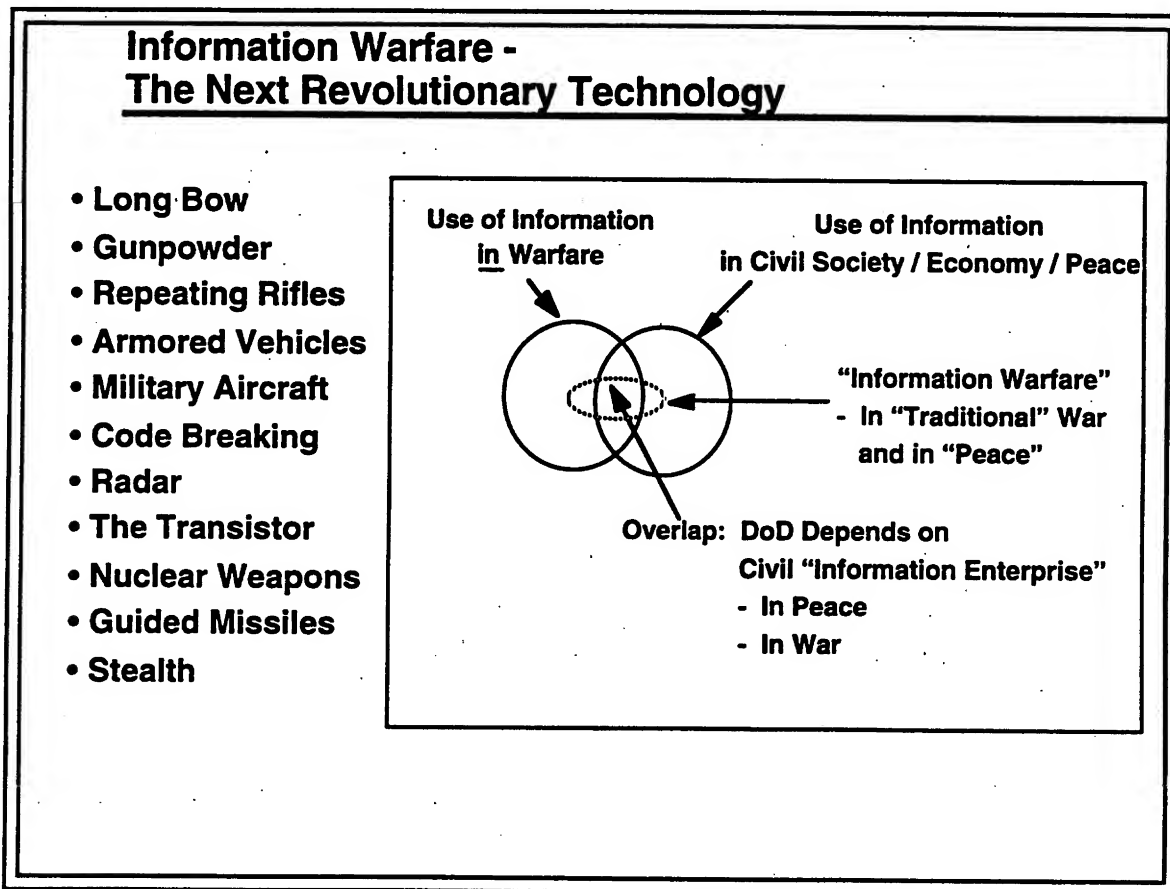 Information Warfare -
The Next Revolutionary Technology
• Long Bow
• Gunpowder
• Repeating Rifles
• Armored Vehicles
• Military Aircraft
• Code Breaking
• Radar
• The Transistor
• Nuclear Weapons
• Guided Missiles
• Stealth
Use of Information
in Warfare
Use of Information
in Civil Society / Economy / Peace
“Information Warfare”
- In “Traditional” War
and in “Peace”
Overlap: DoD Depends on
Civil “Information Enterprise”
- In Peace
- In War